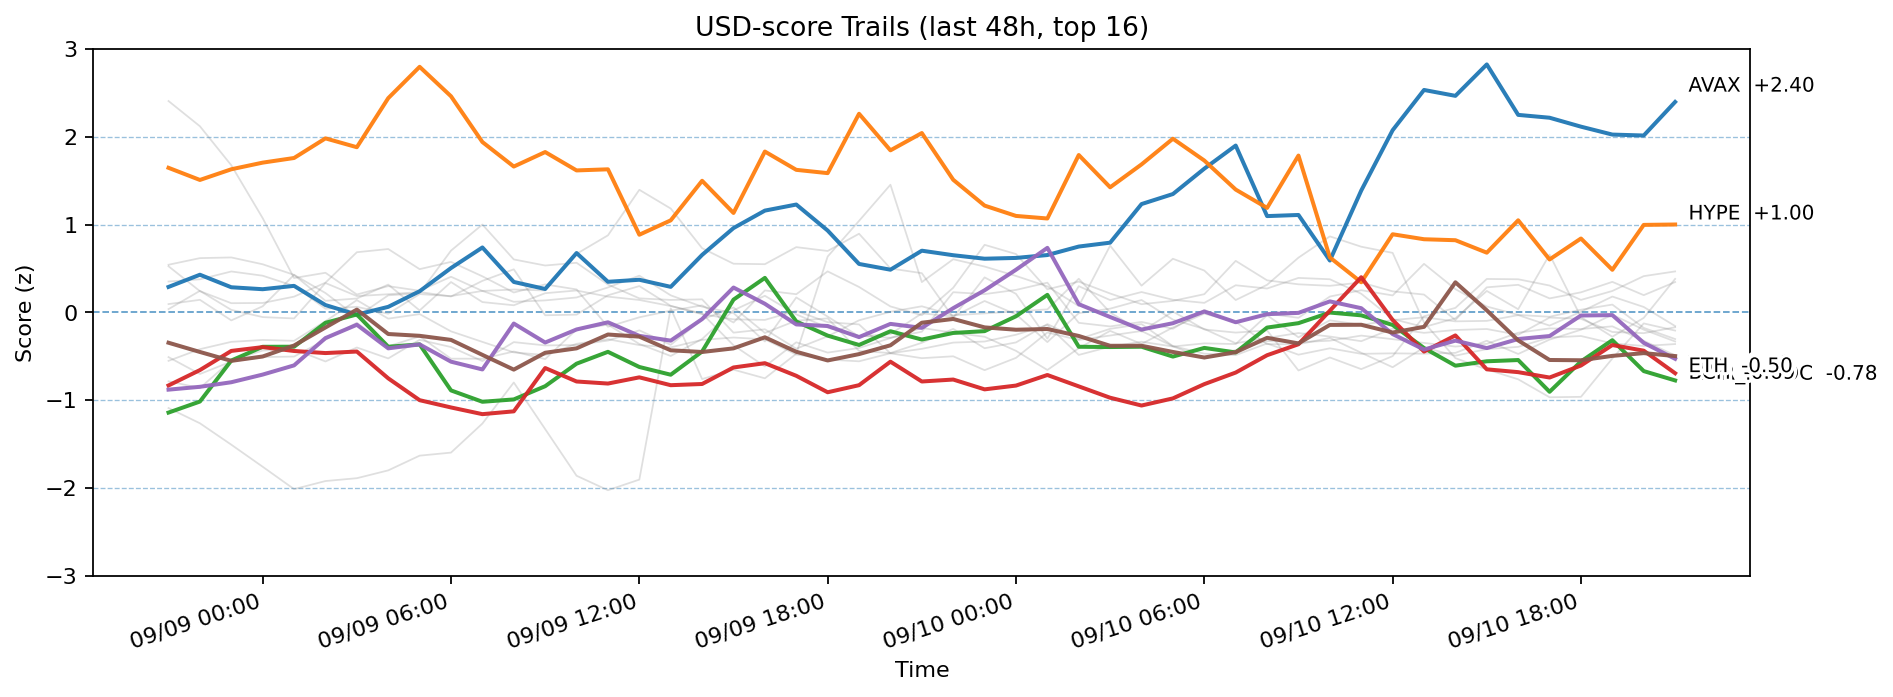 USD-score Trails (last 48h, top 16)
Score (z)
3
2
1
0
−1
−2
−3
AVAX +2.40
HYPE +1.00
ETH -0.50
-0.78
09/09 00:00
09/09 06:00
09/09 12:00
09/09 18:00
09/10 00:00
09/10 06:00
09/10 12:00
09/10 18:00
Time